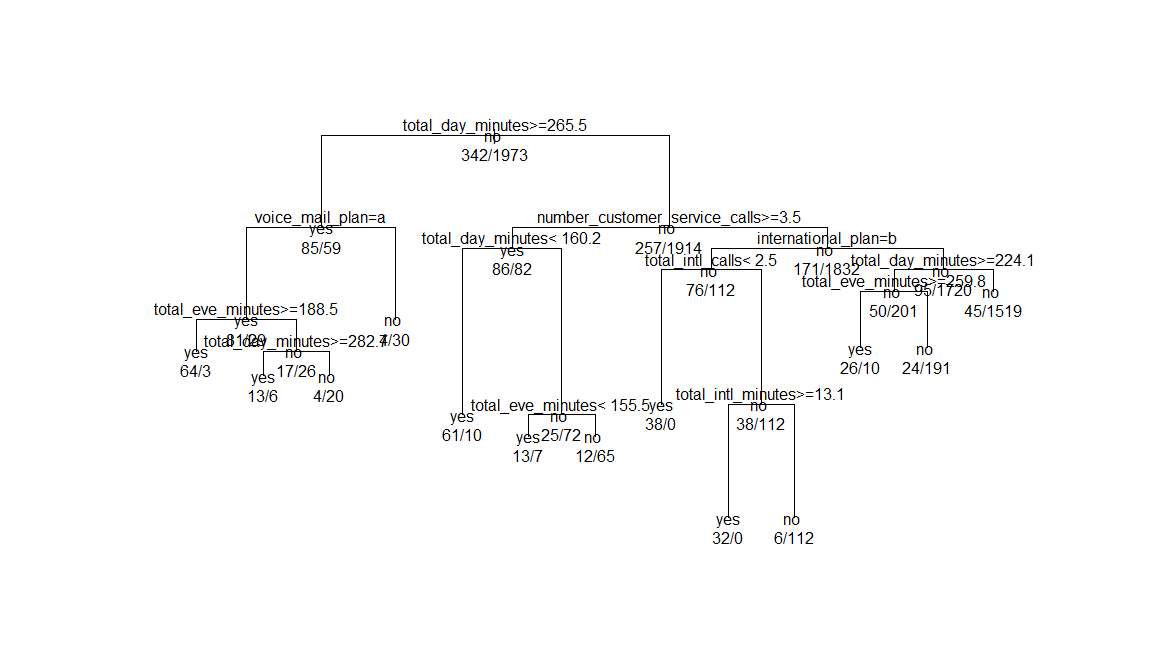 total_day_minutes>=265.5
no
342/1973
voice_mail_plan=a
yes
85/59
number_customer_service_calls>=3.5
no
257/1914
total_day_minutes< 160.2
yes
86/82
international_plan=b
no
171/1832
total_intl_calls< 2.5
no
76/112
total_day_minutes>=224.1
no
95/1720
total_eve_minutes>=259.8
no
50/201
no
45/1519
total_eve_minutes>=188.5
yes
81/29
no
4/30
total_day_minutes>=282.7
no
17/26
yes
64/3
yes
13/6
no
4/20
yes
26/10
no
24/191
total_eve_minutes< 155.5
no
25/72
yes
61/10
yes
13/7
no
12/65
yes
38/0
total_intl_minutes>=13.1
no
38/112
yes
32/0
no
6/112